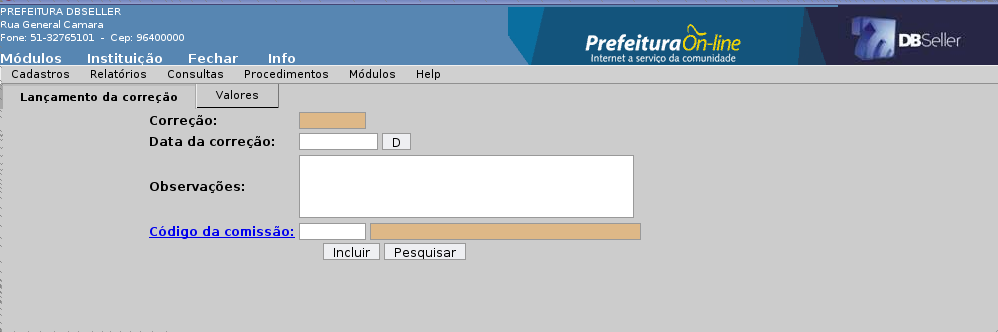 PREFEITURA DBSELLER
Rua General Camara
Fone: 51-32765101 - Cep: 96400000
Prefeitura On-line
Internet a serviço da comunidade
DBSeller
Módulos Instituição Fechar Info
Cadastros Relatórios Consultas Procedimentos Módulos Help
Lançamento da correção Valores
Correção:
Data da correção: D
Observações:
Código da comissão:
Incluir Pesquisar